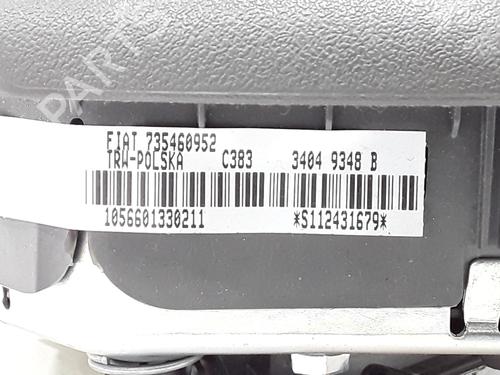 FIAT 735460952
TRW-POLSKA C383 3404 9348 B
1056601330211 *S112431679*